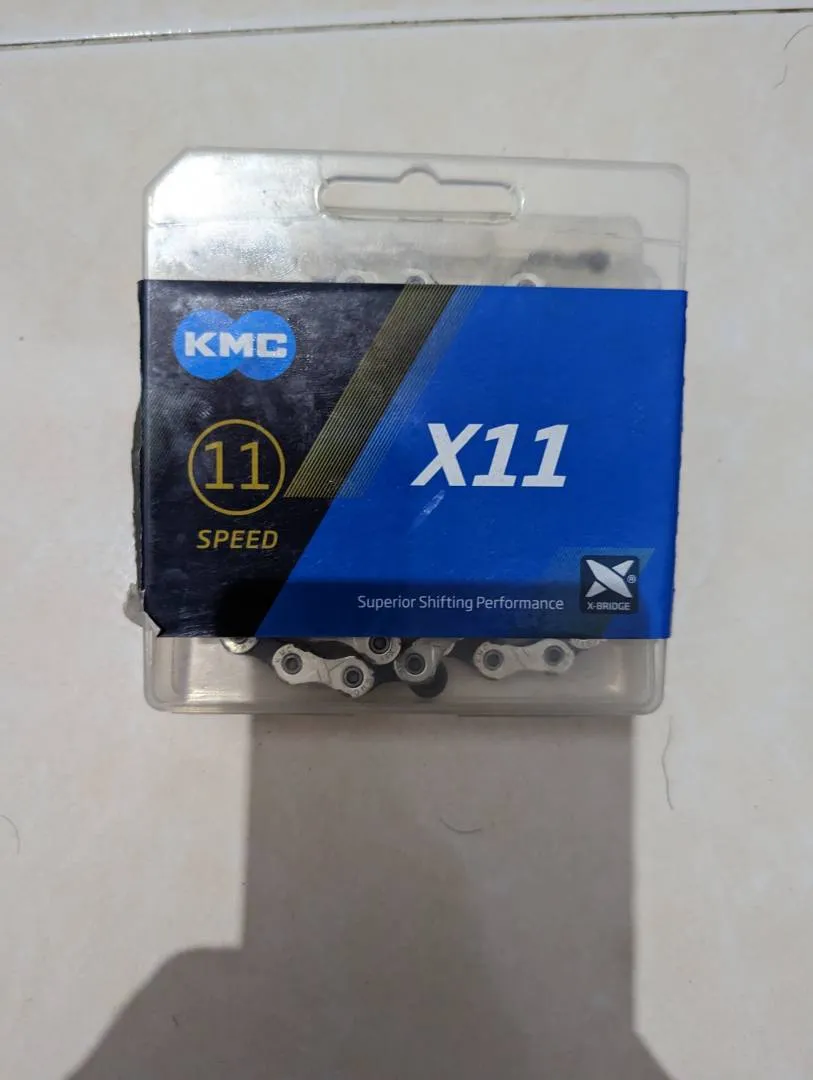 KMC
11
SPEED
X11
Superior Shifting Performance
X-BRIDGE
®